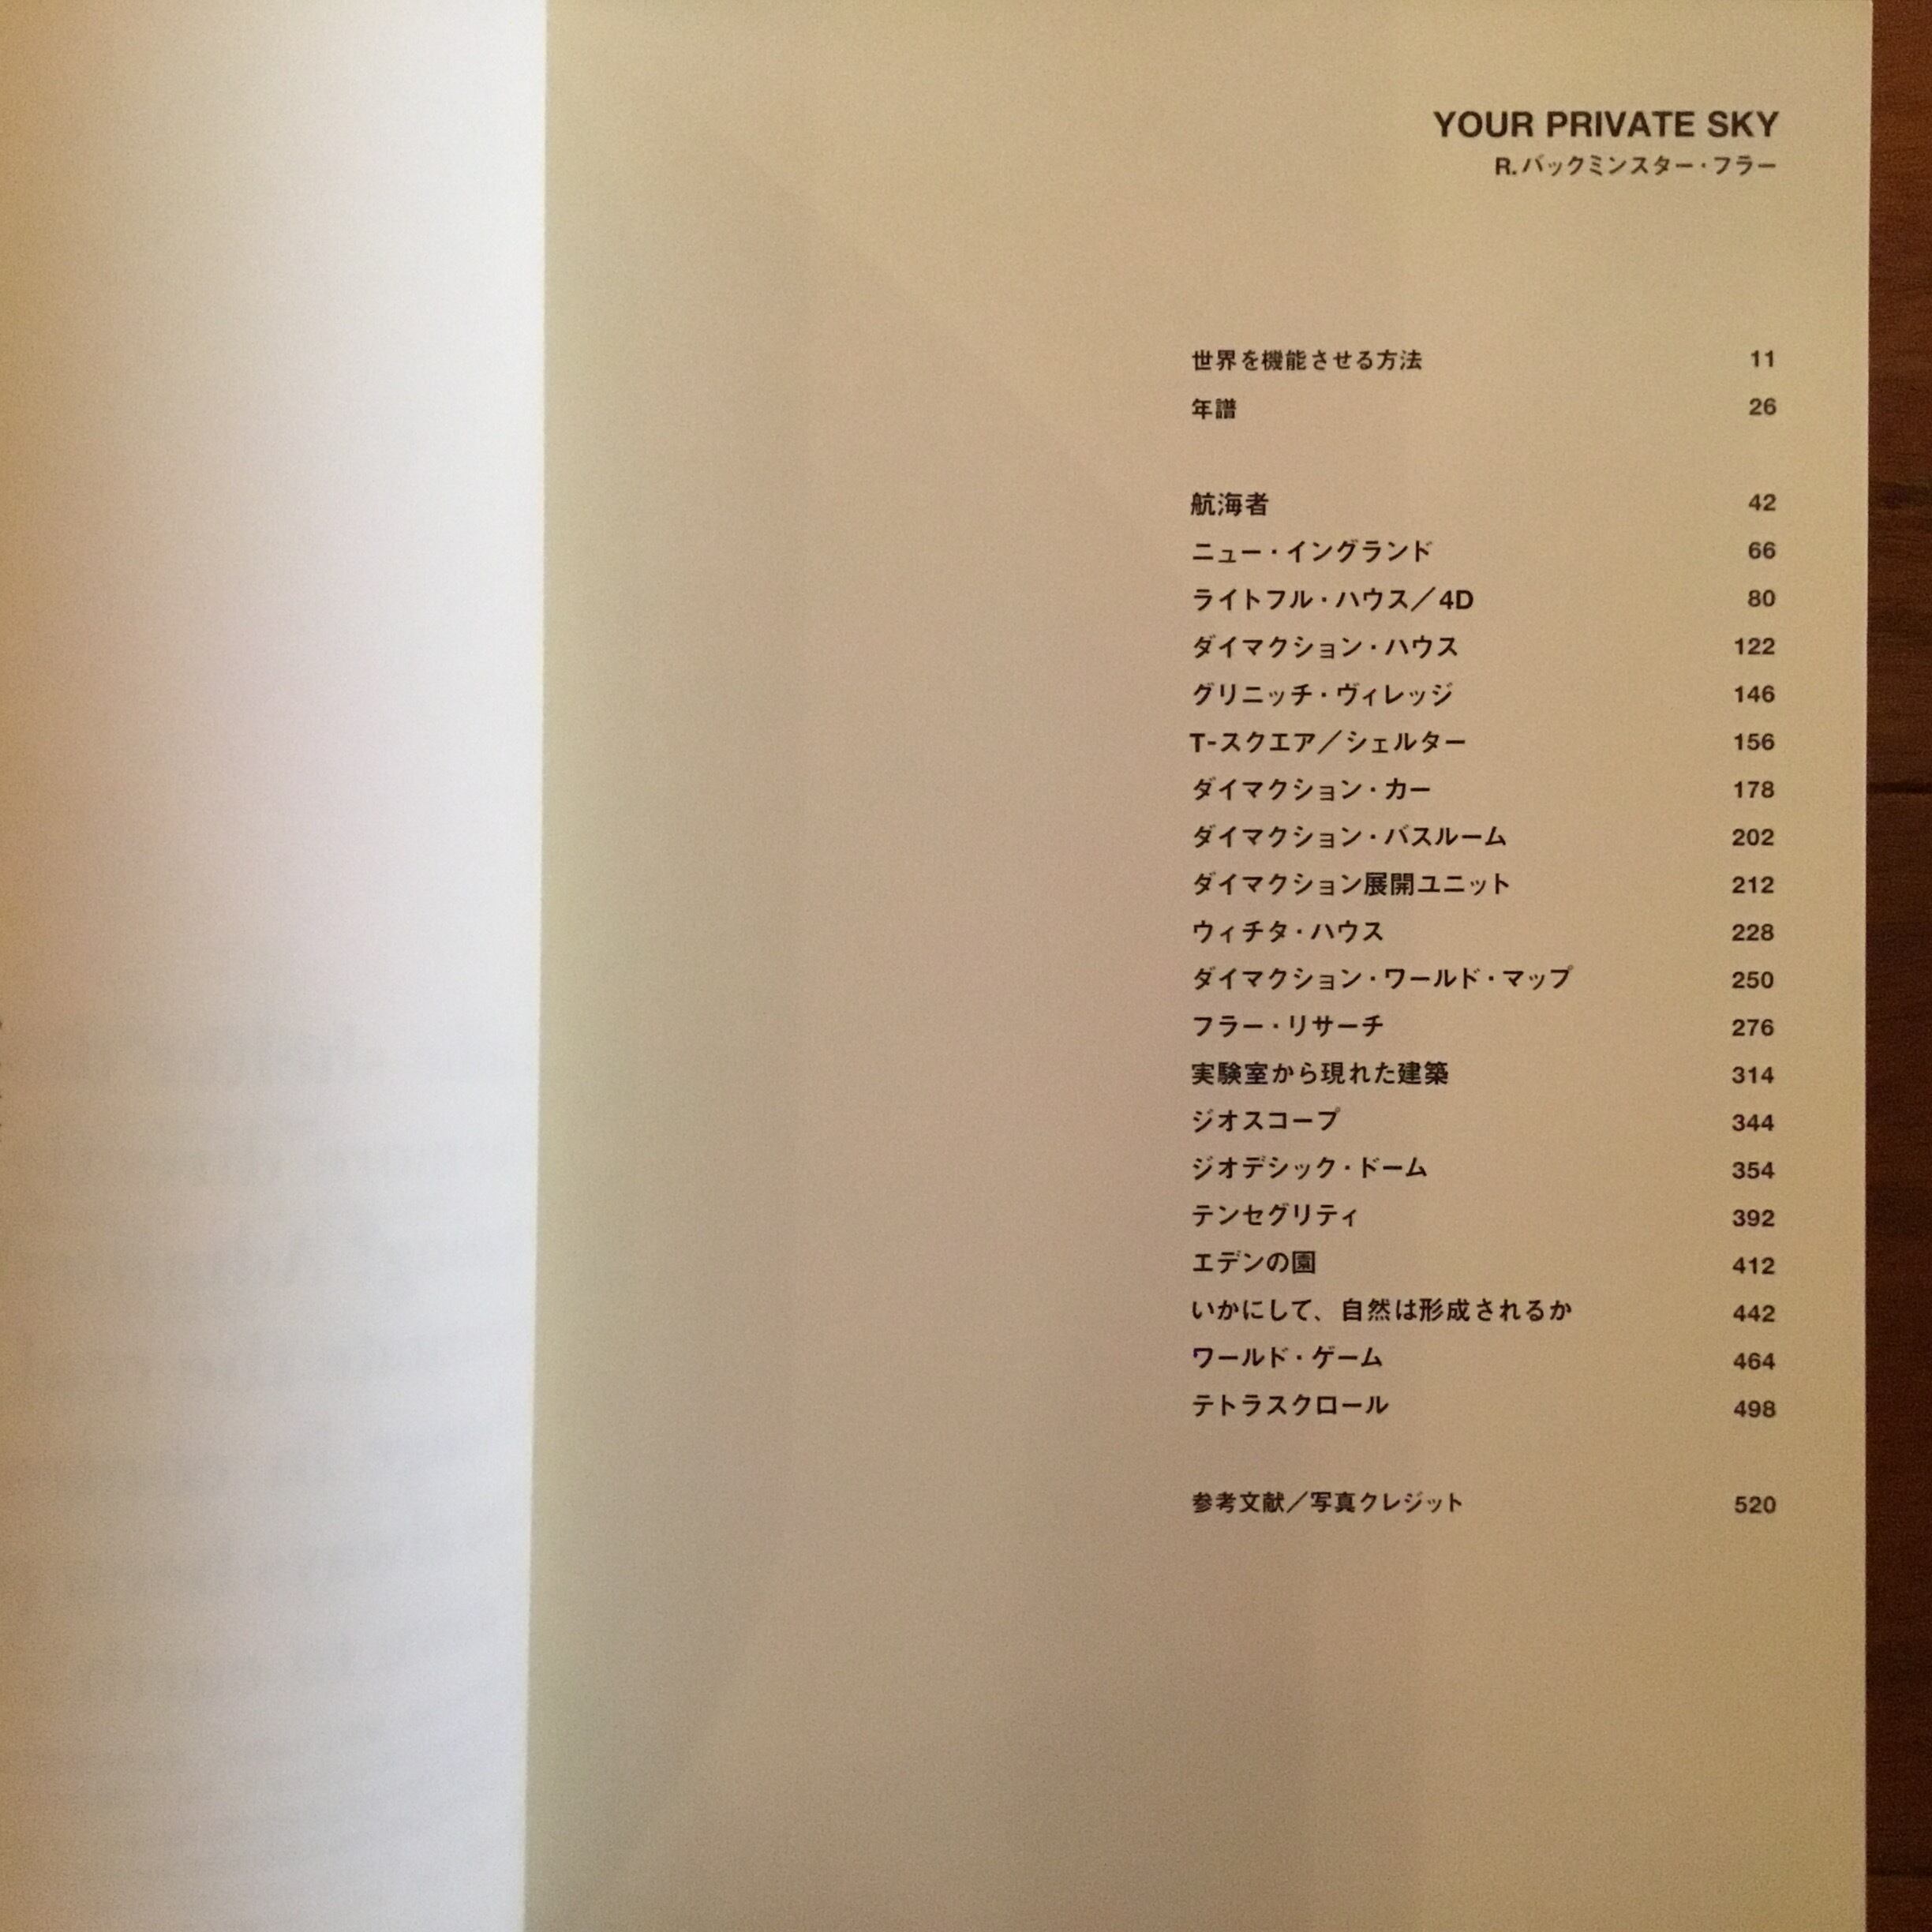 YOUR PRIVATE SKY
R.バックミンスター・フラー
世界を機能させる方法 11
年譜 26
航海者 42
ニュー・イングランド 66
ライトフル・ハウス／4D 80
ダイマクション・ハウス 122
グリニッチ・ヴィレッジ 146
T-スクエア／シェルター 156
ダイマクション・カー 178
ダイマクション・バスルーム 202
ダイマクション展開ユニット 212
ウィチタ・ハウス 228
ダイマクション・ワールド・マップ 250
フラー・リサーチ 276
実験室から現れた建築 314
ジオスコープ 344
ジオデシック・ドーム 354
テンセグリティ 392
エデンの園 412
いかにして、自然は形成されるか 442
ワールド・ゲーム 464
テトラスクロール 498
参考文献／写真クレジット 520